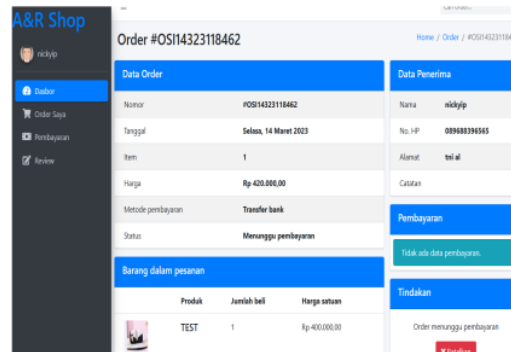 A&R Shop
nickyip
Dasbor
Order Saya
Pembayaran
Review
Order #OSI14323118462
Home / Order / #OSI143231184
Data Order
Nomor #OSI14323118462
Tanggal Selasa, 14 Maret 2023
Item 1
Harga Rp 420.000,00
Metode pembayaran Transfer bank
Status Menunggu pembayaran
Barang dalam pesanan
Produk Jumlah beli Harga satuan
TEST 1 Rp 400.000,00
Data Penerima
Nama nickyip
No. HP 089688396565
Alamat tni al
Catatan
Pembayaran
Tidak ada data pembayaran.
Tindakan
Order menunggu pembayaran